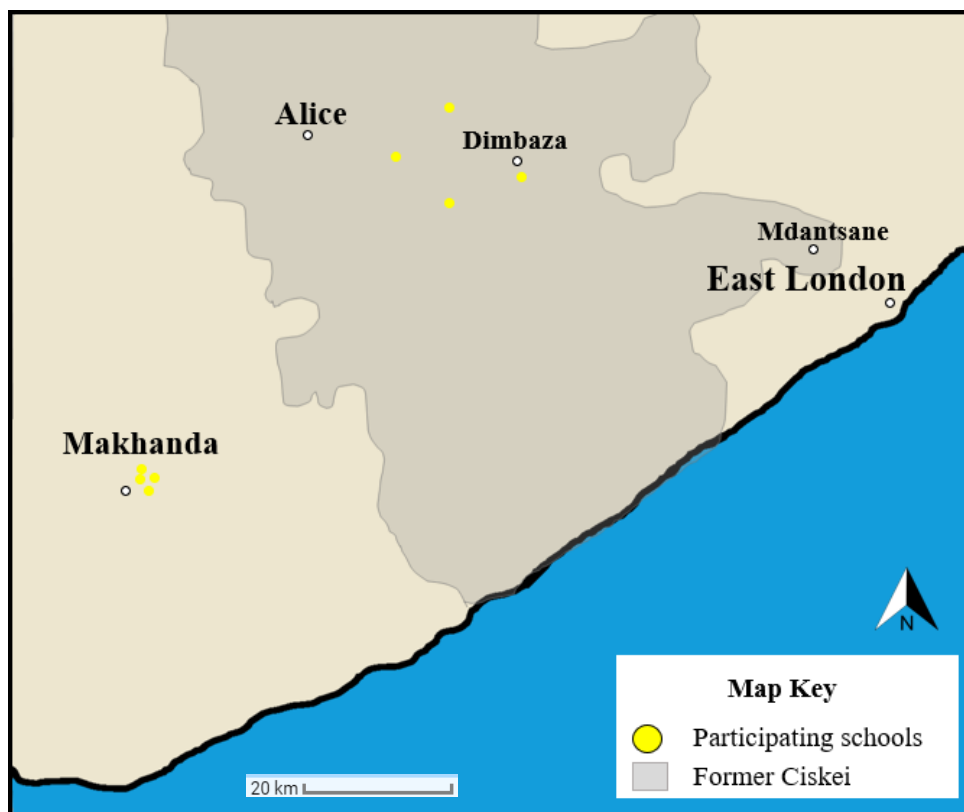 Alice
Dimbaza
Mdantsane
East London
Makhanda
N
Map Key
Participating schools
Former Ciskei
20 km